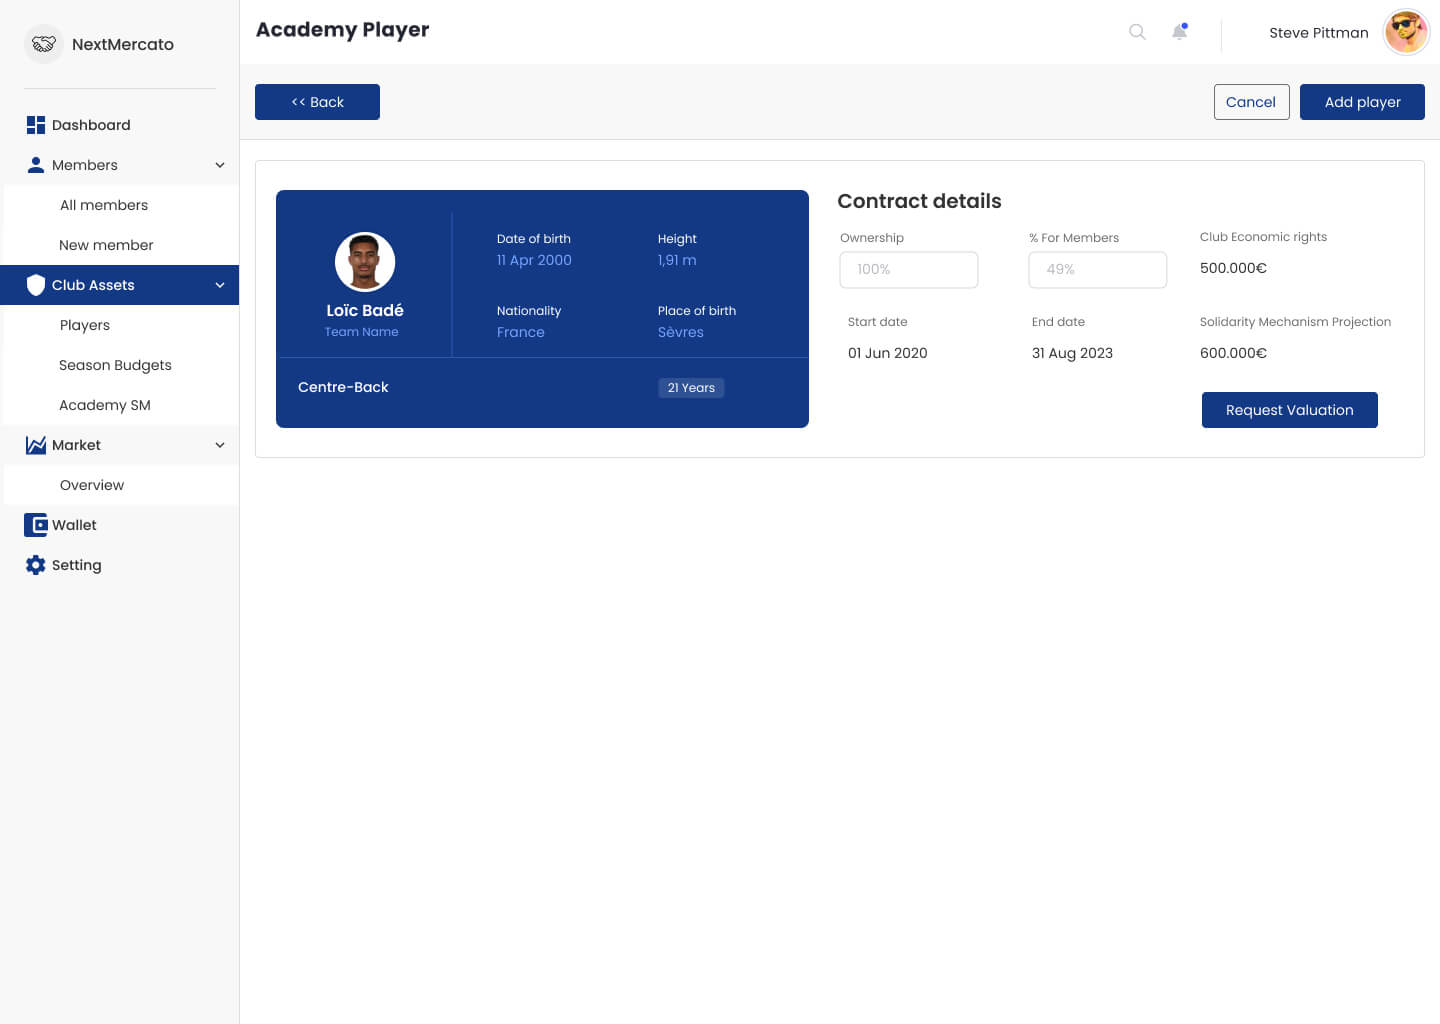 NextMercato
Dashboard
Members
All members
New member
Club Assets
Players
Season Budgets
Academy SM
Market
Overview
Wallet
Setting
Academy Player
Steve Pittman
<< Back
Cancel
Add player
Loïc Badé
Team Name
Date of birth
11 Apr 2000
Height
1,91 m
Nationality
France
Place of birth
Sèvres
Centre-Back
21 Years
Contract details
Ownership
100%
% For Members
49%
Club Economic rights
500.000€
Start date
01 Jun 2020
End date
31 Aug 2023
Solidarity Mechanism Projection
600.000€
Request Valuation